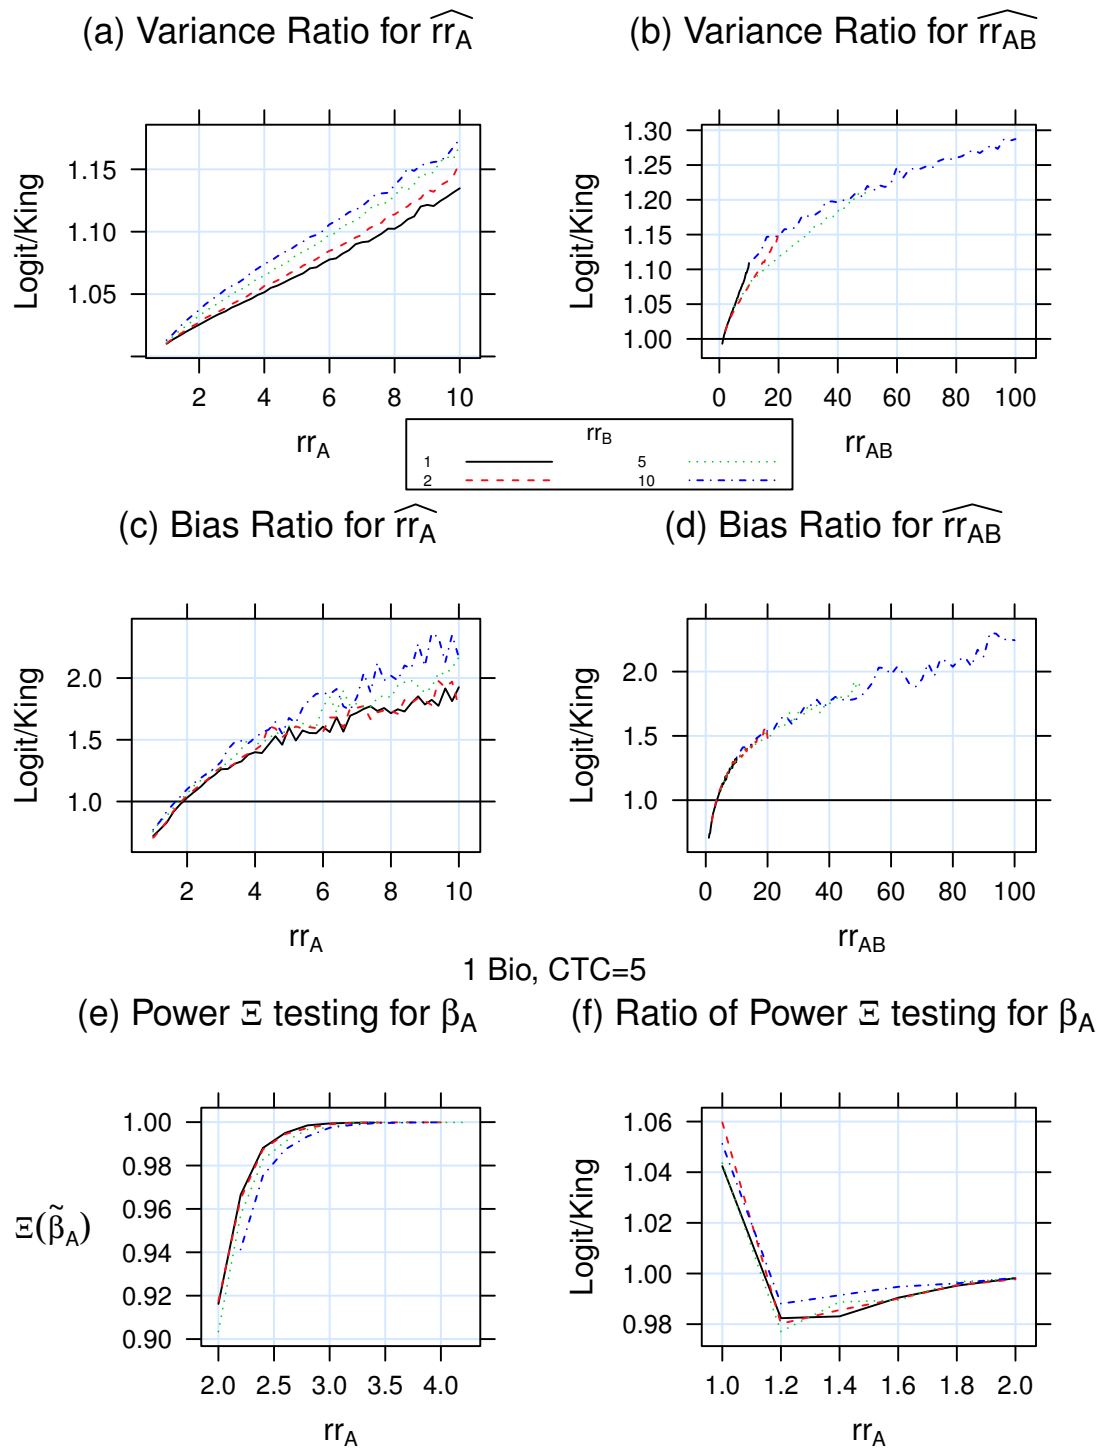 (a) Variance Ratio for r̂r_A
(b) Variance Ratio for r̂r_AB
Logit/King
1.15
1.10
1.05
2 4 6 8 10
rr_A
Logit/King
1.30
1.25
1.20
1.15
1.10
1.05
1.00
0 20 40 60 80 100
rr_AB
rr_B
1 5
2 10
(c) Bias Ratio for r̂r_A
(d) Bias Ratio for r̂r_AB
Logit/King
2.0
1.5
1.0
2 4 6 8 10
rr_A
Logit/King
2.0
1.5
1.0
0 20 40 60 80 100
rr_AB
1 Bio, CTC=5
(e) Power Ξ testing for β_A
(f) Ratio of Power Ξ testing for β_A
Ξ(β̃_A)
1.00
0.98
0.96
0.94
0.92
0.90
2.0 2.5 3.0 3.5 4.0
rr_A
Logit/King
1.06
1.04
1.02
1.00
0.98
1.0 1.2 1.4 1.6 1.8 2.0
rr_A